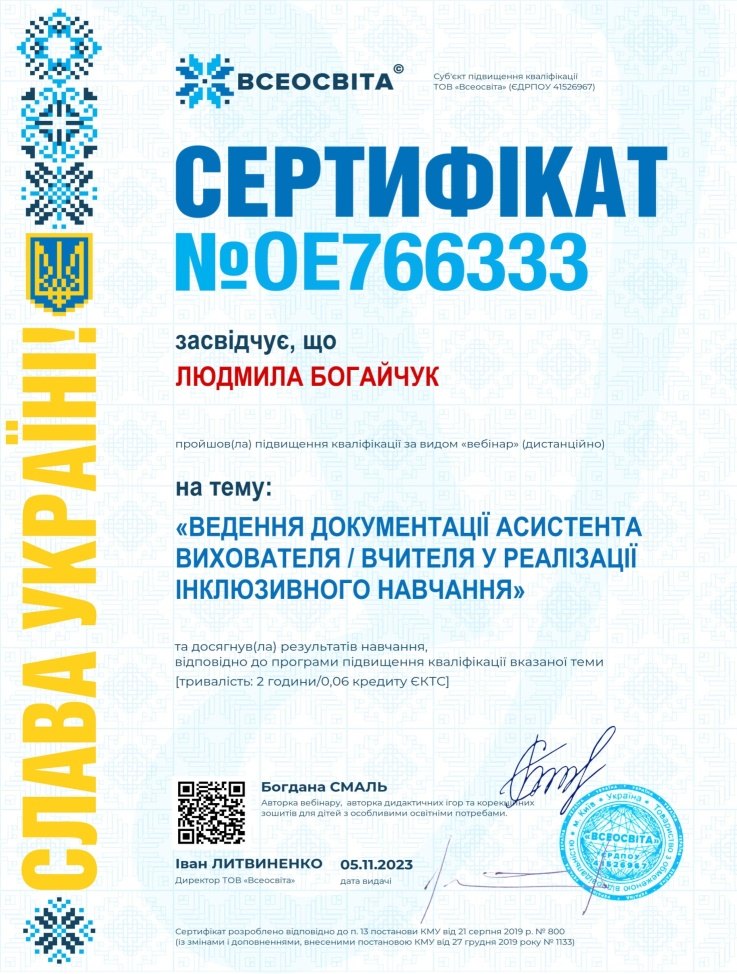 ВСЕОСВІТА©
Суб'єкт підвищення кваліфікації
ТОВ «Всеосвіта» (ЄДРПОУ 41526967)
СЕРТИФІКАТ
№ОЕ766333
засвідчує, що
ЛЮДМИЛА БОГАЙЧУК
пройшов(ла) підвищення кваліфікації за видом «вебінар» (дистанційно)
на тему:
«ВЕДЕННЯ ДОКУМЕНТАЦІЇ АСИСТЕНТА
ВИХОВАТЕЛЯ / ВЧИТЕЛЯ У РЕАЛІЗАЦІЇ
ІНКЛЮЗИВНОГО НАВЧАННЯ»
та досягнув(ла) результатів навчання,
відповідно до програми підвищення кваліфікації вказаної теми
[тривалість: 2 години/0,06 кредиту ЄКТС]
Богдана СМАЛЬ
Авторка вебінару, авторка дидактичних ігор та корекційних
зошитів для дітей з особливими освітніми потребами.
Іван ЛИТВИНЕНКО
Директор ТОВ «Всеосвіта»
05.11.2023
дата видачі
Україна * Товариство з обмеженою відповідальністю * м. Київ *
«ВСЕОСВІТА»
ЄРДПОУ
41526967
Сертифікат розроблено відповідно до п. 13 постанови КМУ від 21 серпня 2019 р. № 800
(із змінами і доповненнями, внесеними постановою КМУ від 27 грудня 2019 року № 1133)
СЛАВА УКРАЇНІ!